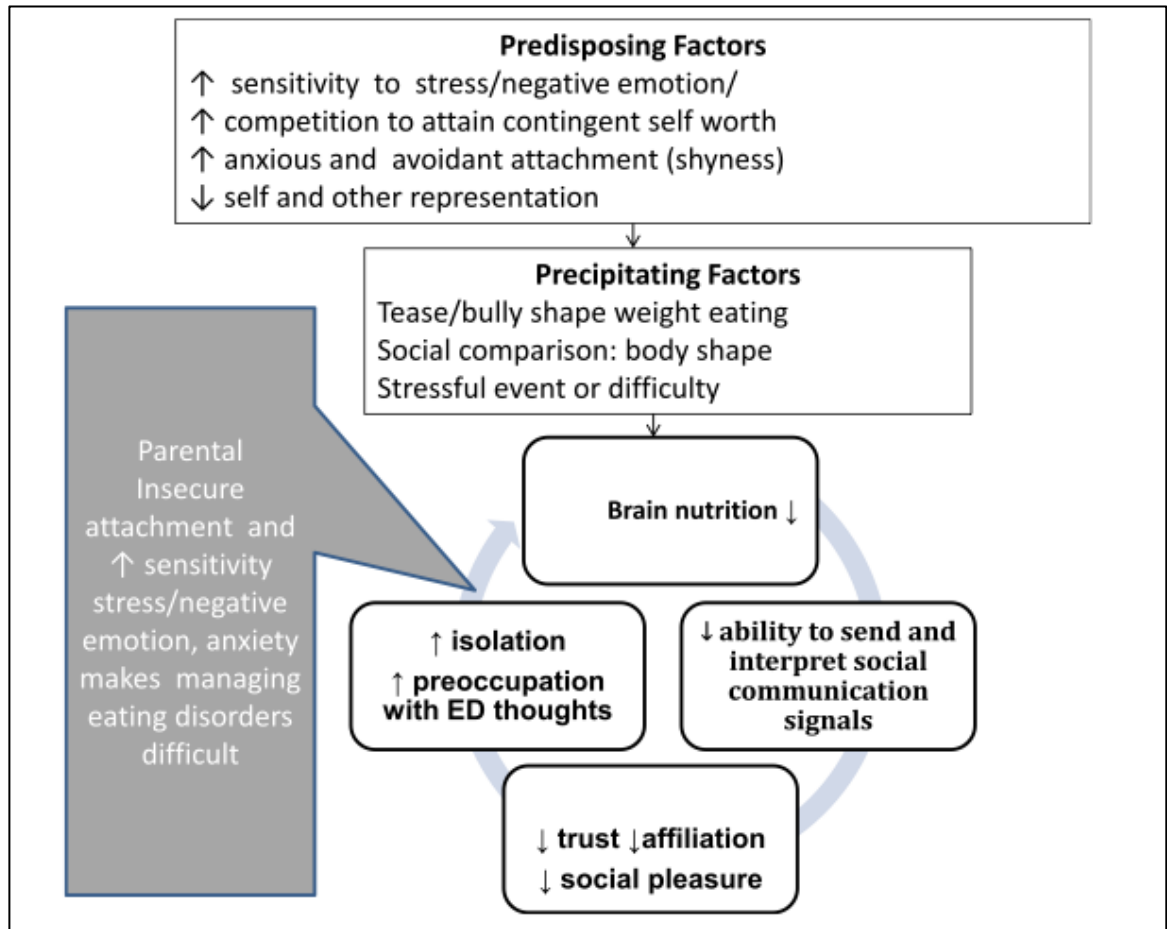 Predisposing Factors
↑ sensitivity to stress/negative emotion/
↑ competition to attain contingent self worth
↑ anxious and avoidant attachment (shyness)
↓ self and other representation
Precipitating Factors
Tease/bully shape weight eating
Social comparison: body shape
Stressful event or difficulty
Parental
Insecure
attachment and
↑ sensitivity
stress/negative
emotion, anxiety
makes managing
eating disorders
difficult
Brain nutrition ↓
↓ ability to send and
interpret social
communication
signals
↓ trust ↓affiliation
↓ social pleasure
↑ isolation
↑ preoccupation
with ED thoughts